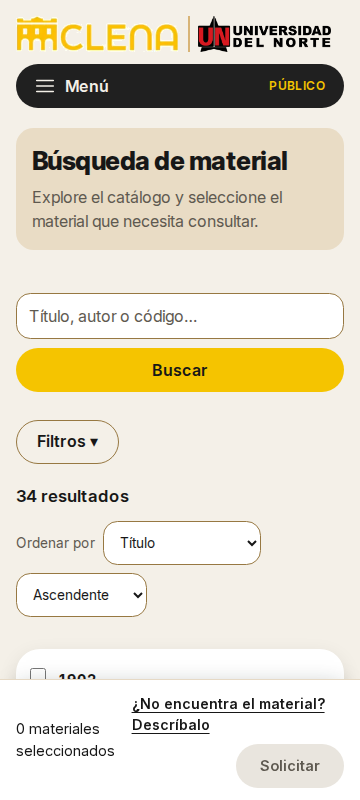 CLENA
UN
UNIVERSIDAD
DEL NORTE
Menú
PÚBLICO
Búsqueda de material
Explore el catálogo y seleccione el
material que necesita consultar.
Título, autor o código...
Buscar
Filtros ▾
34 resultados
Ordenar por
Título
Ascendente
1902
0 materiales
seleccionados
¿No encuentra el material?
Descríbalo
Solicitar